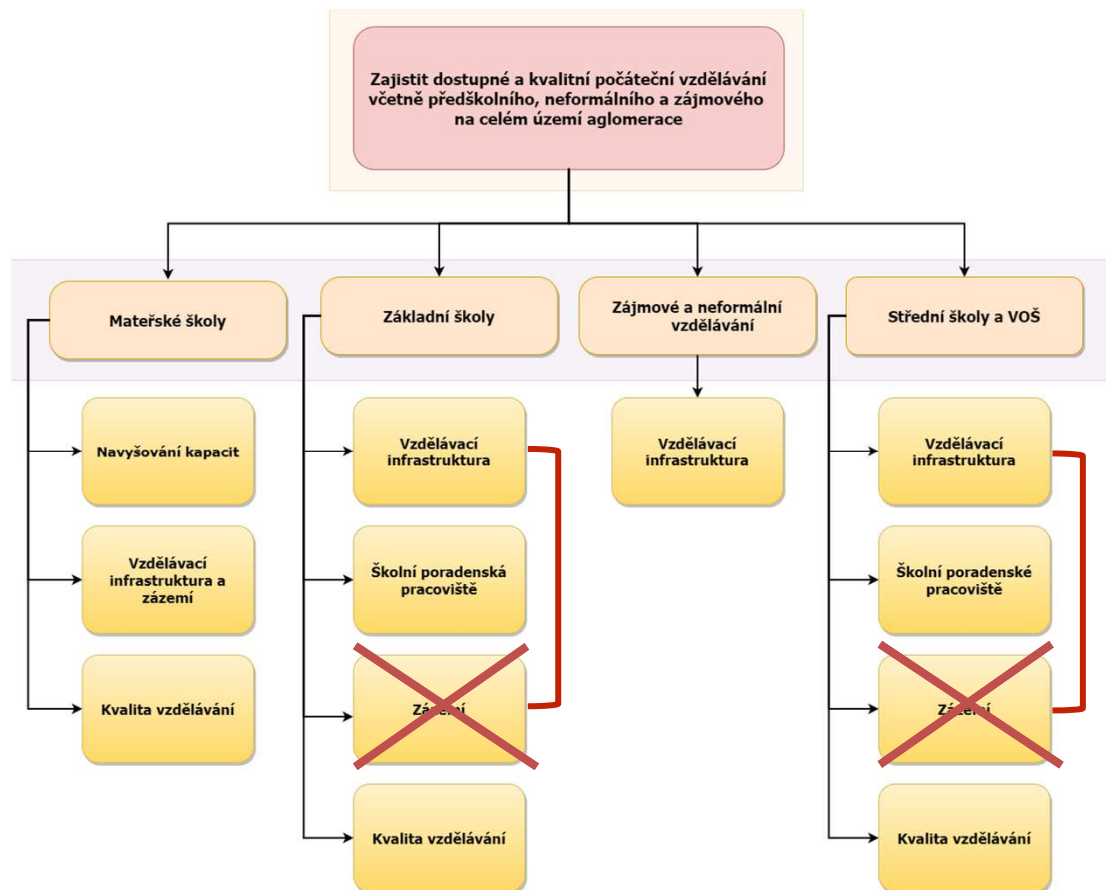 Zajistit dostupné a kvalitní počáteční vzdělávání
včetně předškolního, neformálního a zájmového
na celém území aglomerace
Mateřské školy
Základní školy
Zájmové a neformální
vzdělávání
Střední školy a VOŠ
Navyšování kapacit
Vzdělávací
infrastruktura a
zázemí
Kvalita vzdělávání
Vzdělávací
infrastruktura
Školní poradenská
pracoviště
Zázemí
Kvalita vzdělávání
Vzdělávací
infrastruktura
Vzdělávací
infrastruktura
Školní poradenské
pracoviště
Zázemí
Kvalita vzdělávání